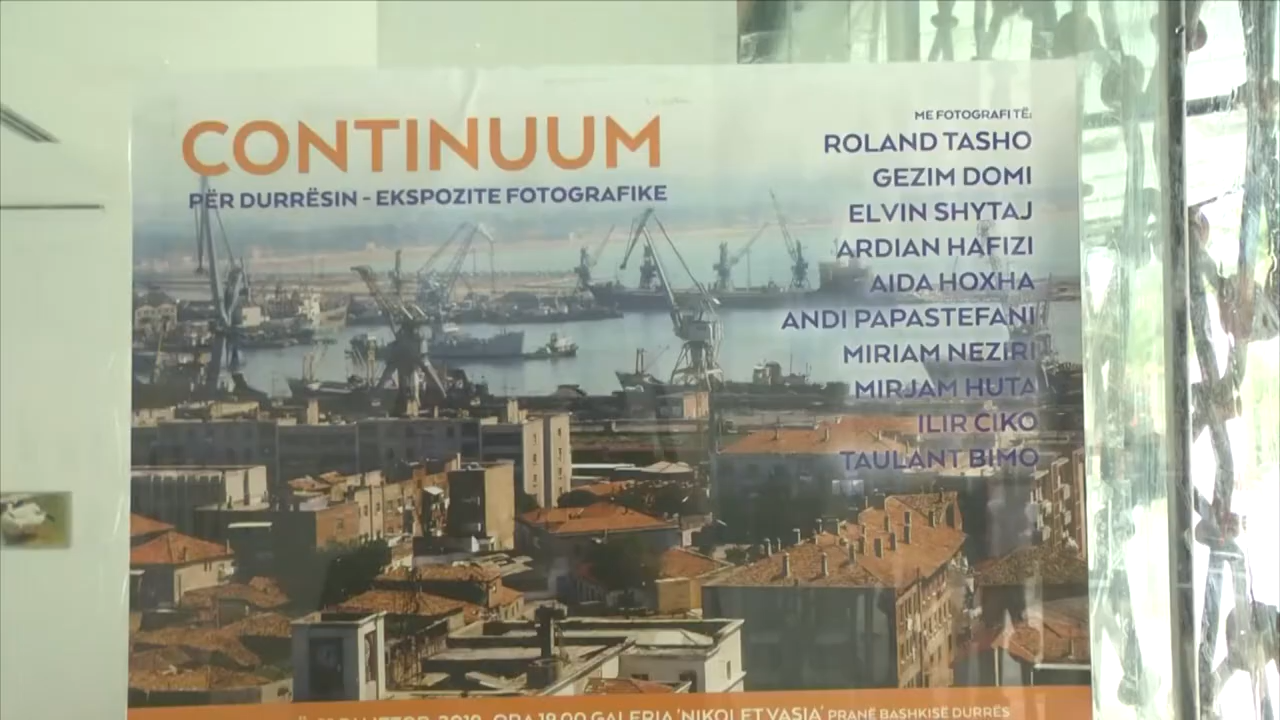 CONTINUUM
PËR DURRËSIN - EKSPOZITE FOTOGRAFIKE
ME FOTOGRAFI TË:
ROLAND TASHO
GEZIM DOMI
ELVIN SHYTAJ
ARDIAN HAFIZI
AIDA HOXHA
ANDI PAPASTEFANI
MIRIAM NEZIRI
MIRJAM HUTA
ILIR CIKO
TAULANT BIMO
ORA 19.00 GALERIA 'NIKOLET VASIA' PRANË BASHKISË DURRËS